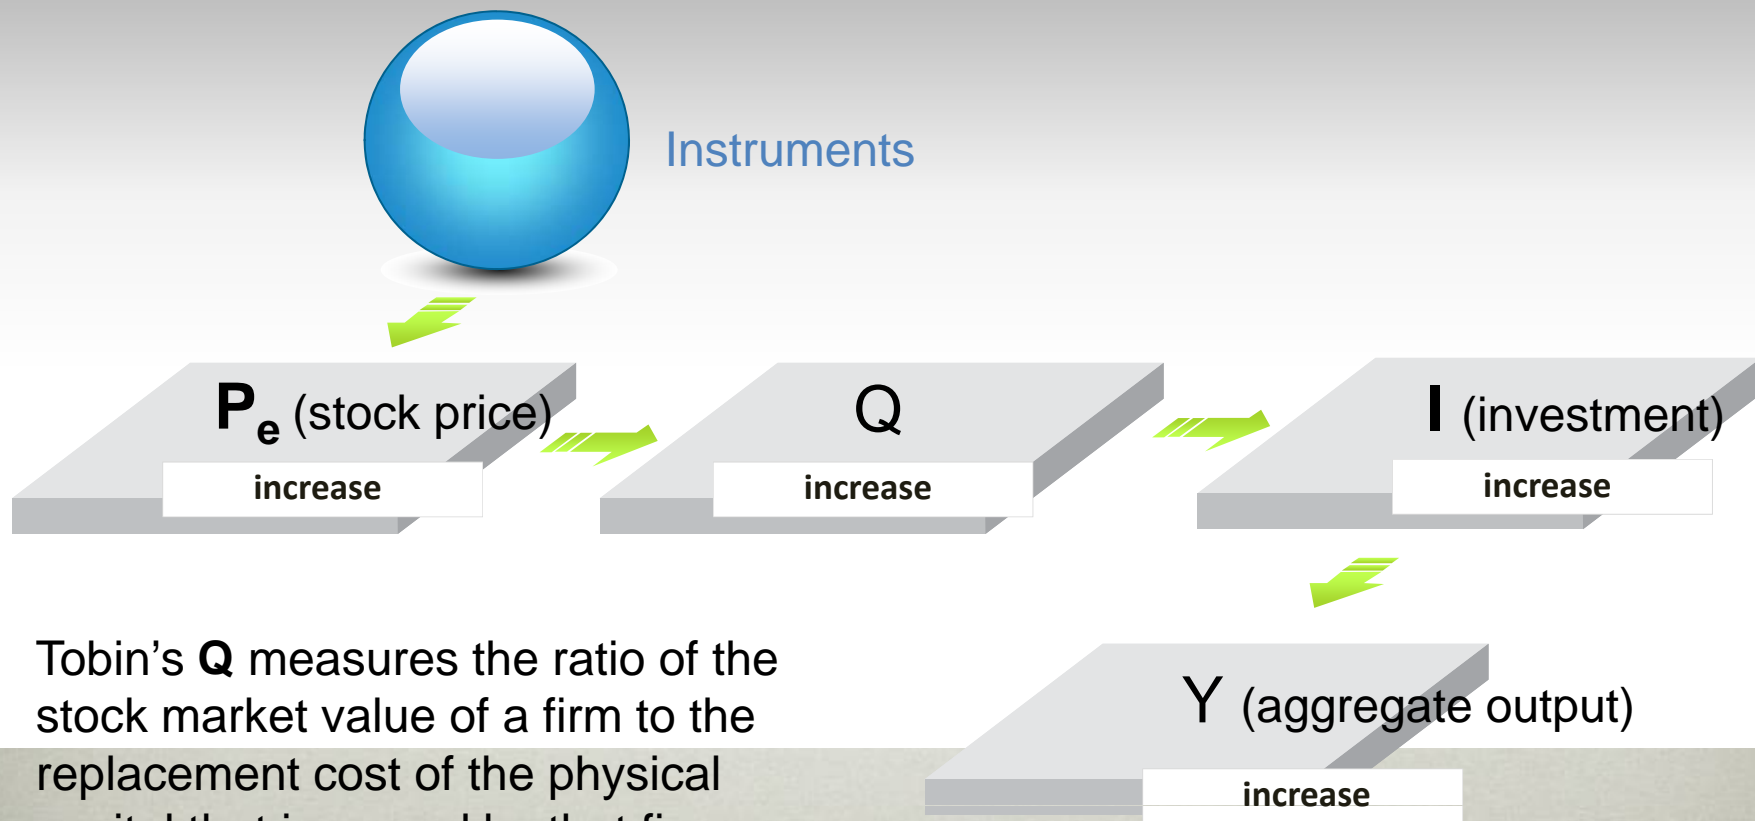 Instruments
Pe (stock price)
increase
Q
increase
I (investment)
increase
Y (aggregate output)
increase
Tobin’s Q measures the ratio of the
stock market value of a firm to the
replacement cost of the physical